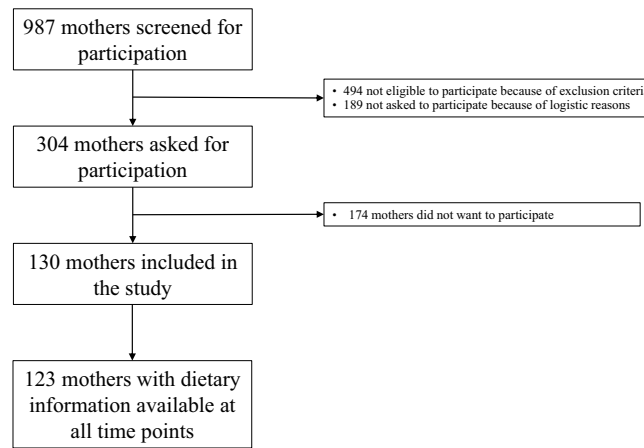 987 mothers screened for
participation
• 494 not eligible to participate because of exclusion criteri
• 189 not asked to participate because of logistic reasons
304 mothers asked for
participation
• 174 mothers did not want to participate
130 mothers included in
the study
123 mothers with dietary
information available at
all time points